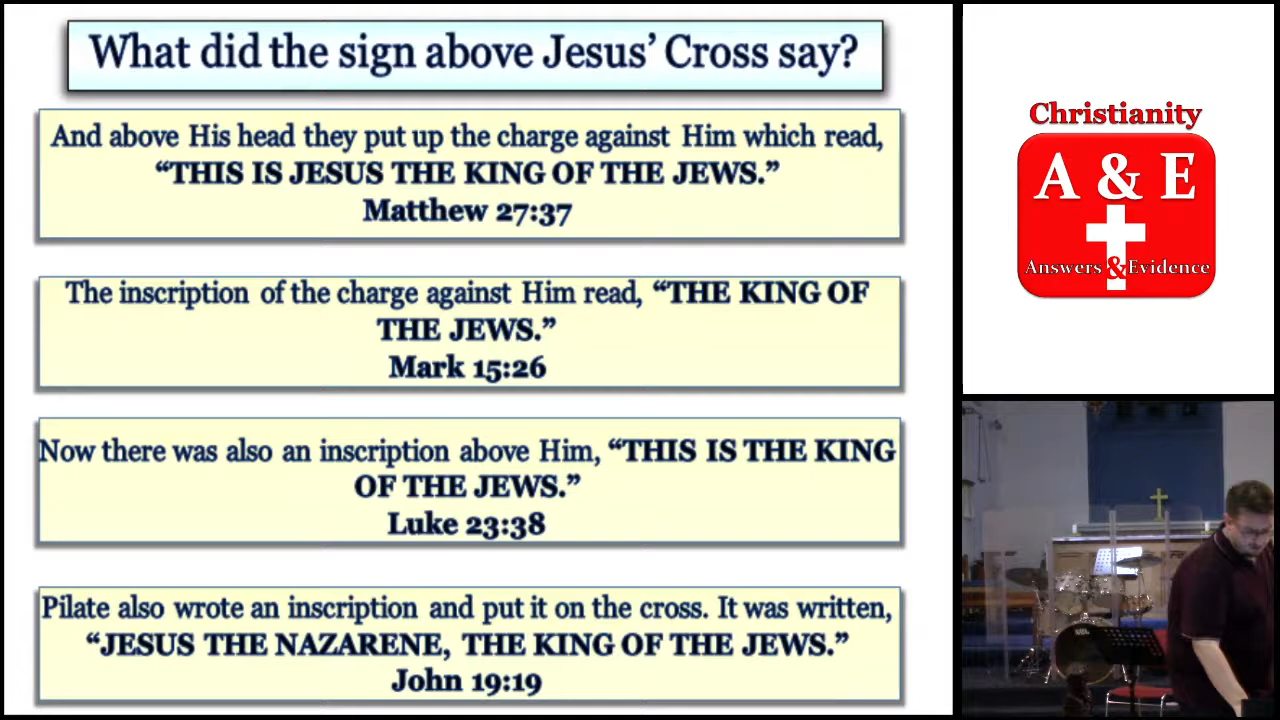 What did the sign above Jesus’ Cross say?
And above His head they put up the charge against Him which read,
“THIS IS JESUS THE KING OF THE JEWS.”
Matthew 27:37
The inscription of the charge against Him read, “THE KING OF
THE JEWS.”
Mark 15:26
Now there was also an inscription above Him, “THIS IS THE KING
OF THE JEWS.”
Luke 23:38
Pilate also wrote an inscription and put it on the cross. It was written,
“JESUS THE NAZARENE, THE KING OF THE JEWS.”
John 19:19
Christianity
A & E
Answers & Evidence